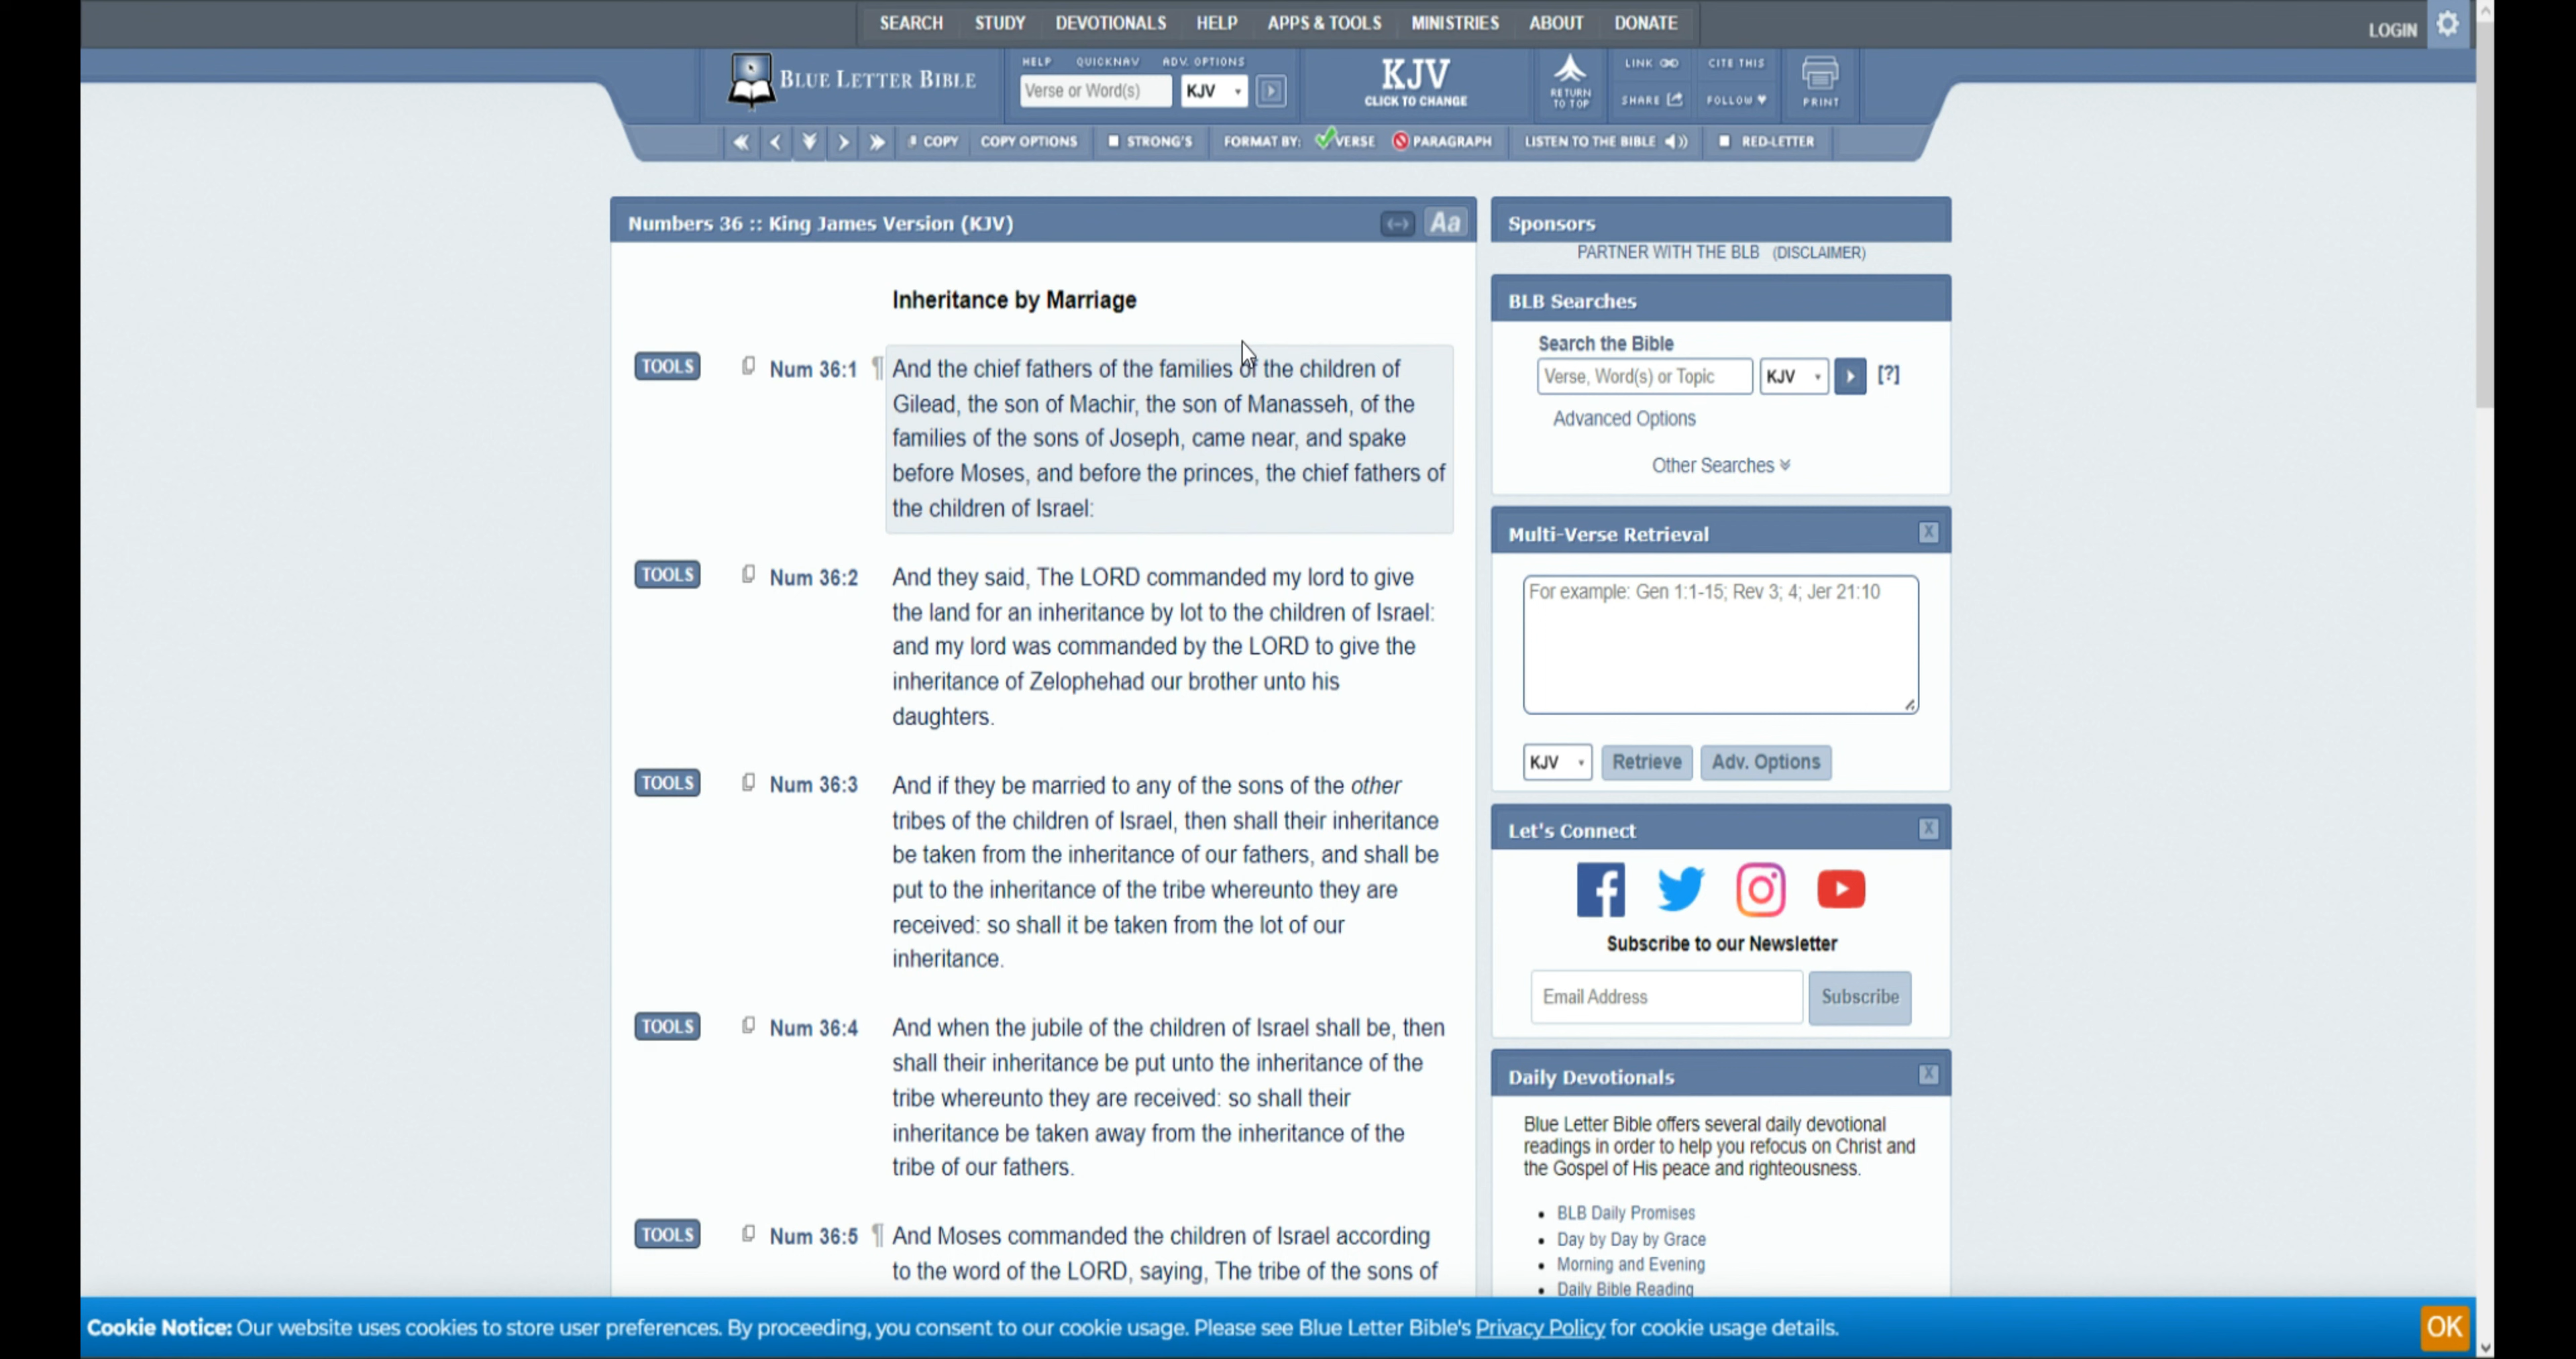 SEARCH STUDY DEVOTIONALS HELP APPS & TOOLS MINISTRIES ABOUT DONATE
LOGIN
BLUE LETTER BIBLE
HELP QUICKNAV ADV. OPTIONS
Verse or Word(s) KJV
KJV
CLICK TO CHANGE
RETURN
TO TOP
LINK CITE THIS
SHARE FOLLOW
PRINT
COPY COPY OPTIONS STRONG'S FORMAT BY: VERSE PARAGRAPH LISTEN TO THE BIBLE RED-LETTER
Numbers 36 :: King James Version (KJV) Aa
Inheritance by Marriage
TOOLS Num 36:1 ¶ And the chief fathers of the families of the children of
Gilead, the son of Machir, the son of Manasseh, of the
families of the sons of Joseph, came near, and spake
before Moses, and before the princes, the chief fathers of
the children of Israel:
TOOLS Num 36:2 And they said, The LORD commanded my lord to give
the land for an inheritance by lot to the children of Israel:
and my lord was commanded by the LORD to give the
inheritance of Zelophehad our brother unto his
daughters.
TOOLS Num 36:3 And if they be married to any of the sons of the other
tribes of the children of Israel, then shall their inheritance
be taken from the inheritance of our fathers, and shall be
put to the inheritance of the tribe whereunto they are
received: so shall it be taken from the lot of our
inheritance.
TOOLS Num 36:4 And when the jubile of the children of Israel shall be, then
shall their inheritance be put unto the inheritance of the
tribe whereunto they are received: so shall their
inheritance be taken away from the inheritance of the
tribe of our fathers.
TOOLS Num 36:5 ¶ And Moses commanded the children of Israel according
to the word of the LORD, saying, The tribe of the sons of
Sponsors
PARTNER WITH THE BLB (DISCLAIMER)
BLB Searches
Search the Bible
Verse, Word(s) or Topic KJV [?]
Advanced Options
Other Searches
Multi-Verse Retrieval X
For example: Gen 1:1-15; Rev 3; 4; Jer 21:10
KJV Retrieve Adv. Options
Let's Connect X
Subscribe to our Newsletter
Email Address Subscribe
Daily Devotionals X
Blue Letter Bible offers several daily devotional
readings in order to help you refocus on Christ and
the Gospel of His peace and righteousness.
• BLB Daily Promises
• Day by Day by Grace
• Morning and Evening
• Daily Bible Reading
Cookie Notice: Our website uses cookies to store user preferences. By proceeding, you consent to our cookie usage. Please see Blue Letter Bible's Privacy Policy for cookie usage details. OK